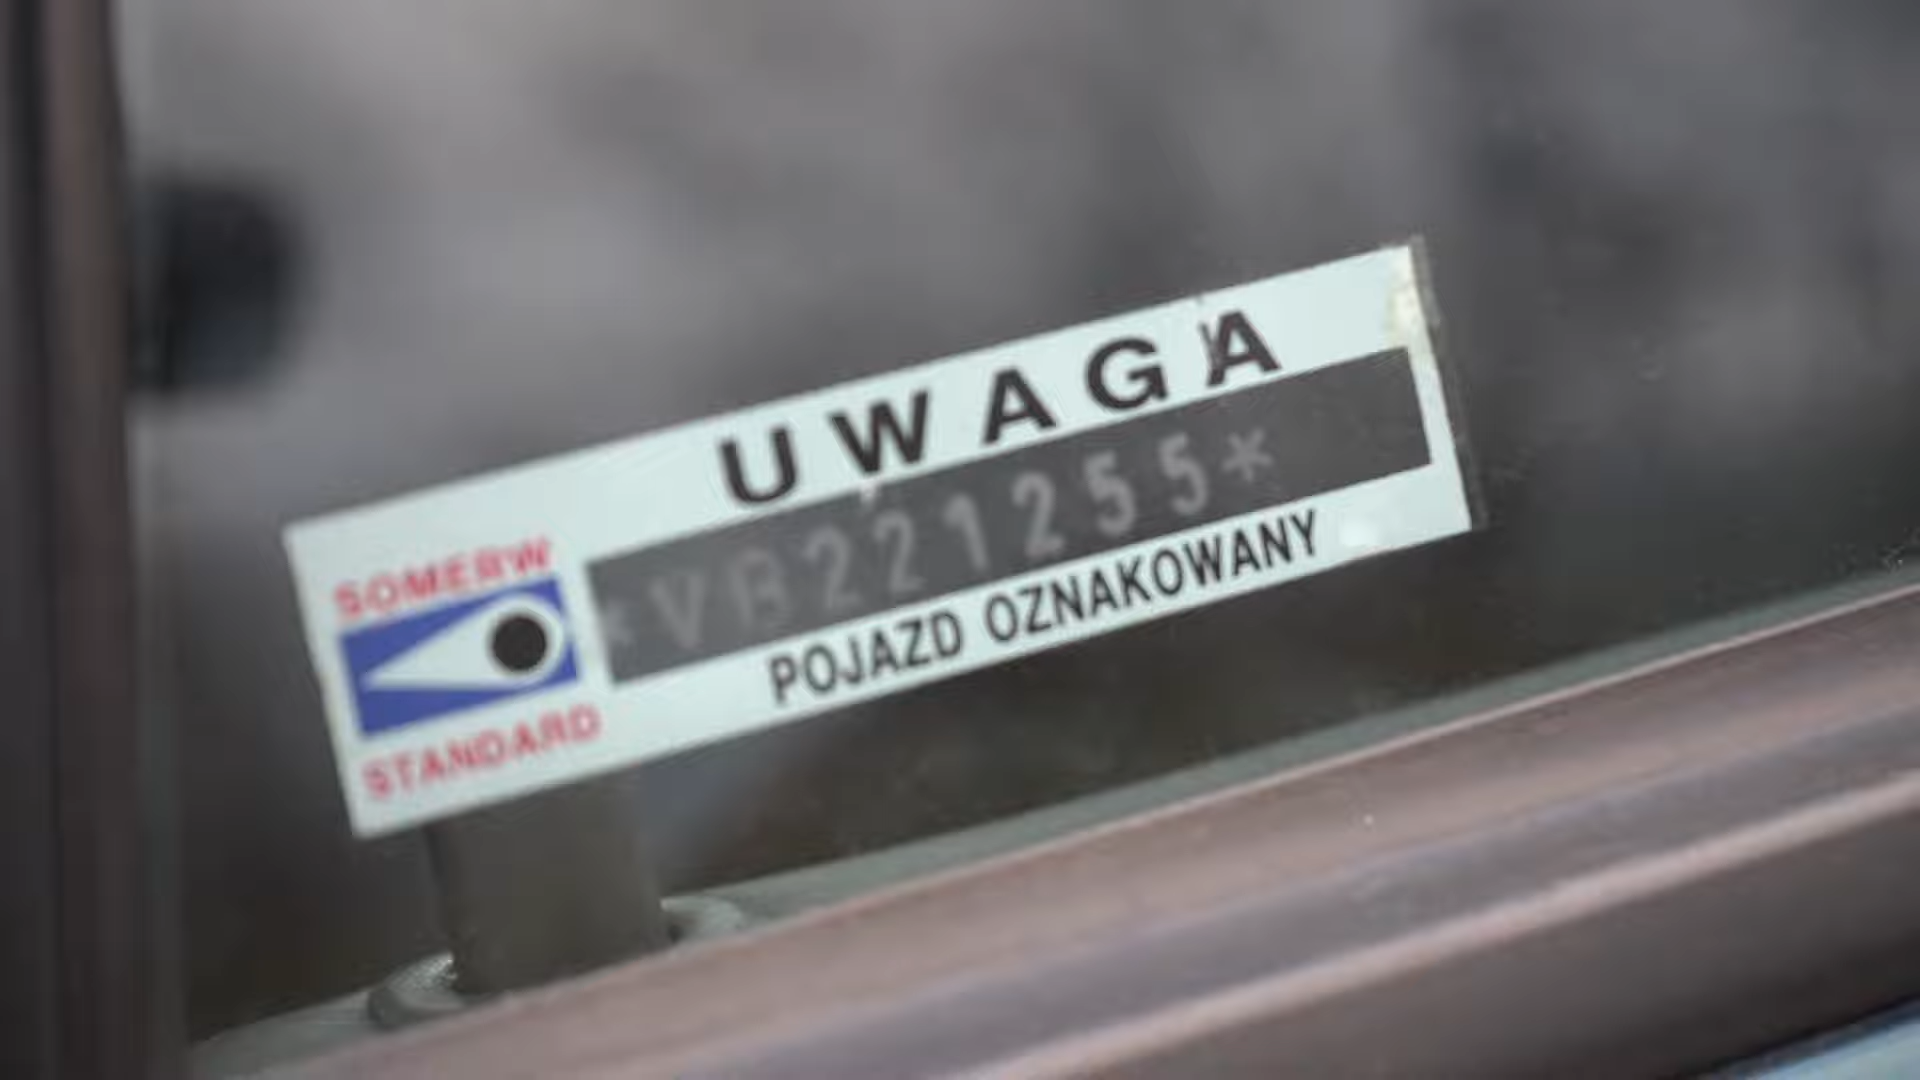 UWAGA
SOMERW
*VB221255*
STANDARD
POJAZD OZNAKOWANY